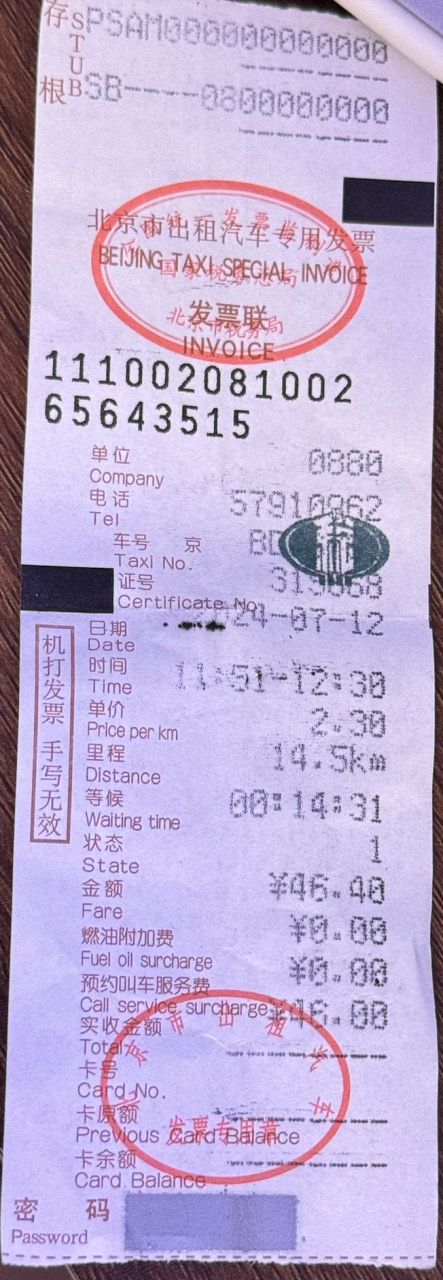 存 STUB PSAM000000000000
根 SB----0800000000
北京市出租汽车专用发票
BEIJING TAXI SPECIAL INVOICE
国家税务总局
发票联
北京市税务局
INVOICE
111002081002
65643515
单位 0880
Company
电话 57910962
Tel
车号 京
Taxi No.
证号
Certificate No.
日期 24-07-12
Date
时间 11:51-12:30
Time
单价 2.30
Price per km
里程 14.5km
Distance
等候 00:14:31
Waiting time
状态 1
State
金额 ¥46.40
Fare
燃油附加费 ¥0.00
Fuel oil surcharge
预约叫车服务费 ¥0.00
Call service surcharge
实收金额 ¥46.00
Total
卡号
Card No.
卡原额
Previous Card Balance
卡余额
Card Balance
密 码
Password
机打发票 手写无效
北京市出租汽车
发票专用章